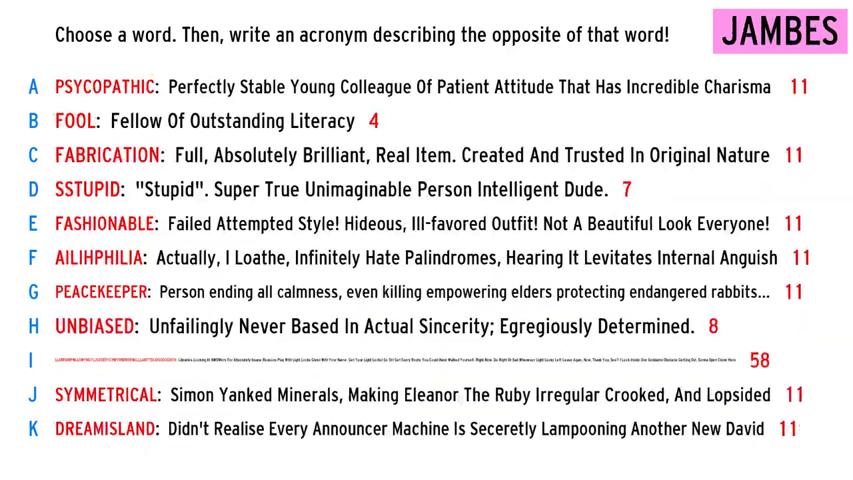 Choose a word. Then, write an acronym describing the opposite of that word!
JAMBES
A PSYCOPATHIC: Perfectly Stable Young Colleague Of Patient Attitude That Has Incredible Charisma 11
B FOOL: Fellow Of Outstanding Literacy 4
C FABRICATION: Full, Absolutely Brilliant, Real Item. Created And Trusted In Original Nature 11
D SSTUPID: "Stupid". Super True Unimaginable Person Intelligent Dude. 7
E FASHIONABLE: Failed Attempted Style! Hideous, Ill-favored Outfit! Not A Beautiful Look Everyone! 11
F AILIHPHILIA: Actually, I Loathe, Infinitely Hate Palindromes, Hearing It Levitates Internal Anguish 11
G PEACEKEEPER: Person ending all calmness, even killing empowering elders protecting endangered rabbits... 11
H UNBIASED: Unfailingly Never Based In Actual Sincerity; Egregiously Determined. 8
I 58
J SYMMETRICAL: Simon Yanked Minerals, Making Eleanor The Ruby Irregular Crooked, And Lopsided 11
K DREAMISLAND: Didn't Realise Every Announcer Machine Is Seceretly Lampooning Another New David 11